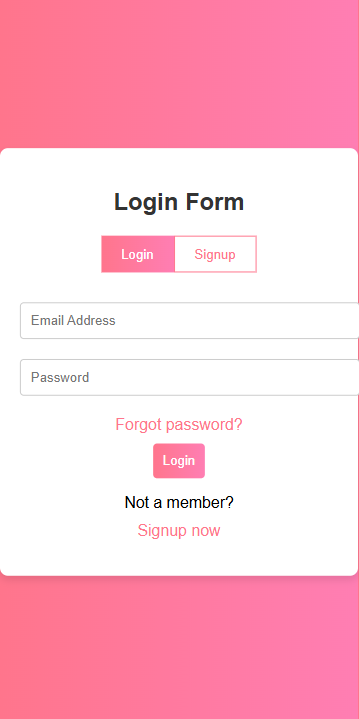 Login Form
Login Signup
Email Address
Password
Forgot password?
Login
Not a member?
Signup now